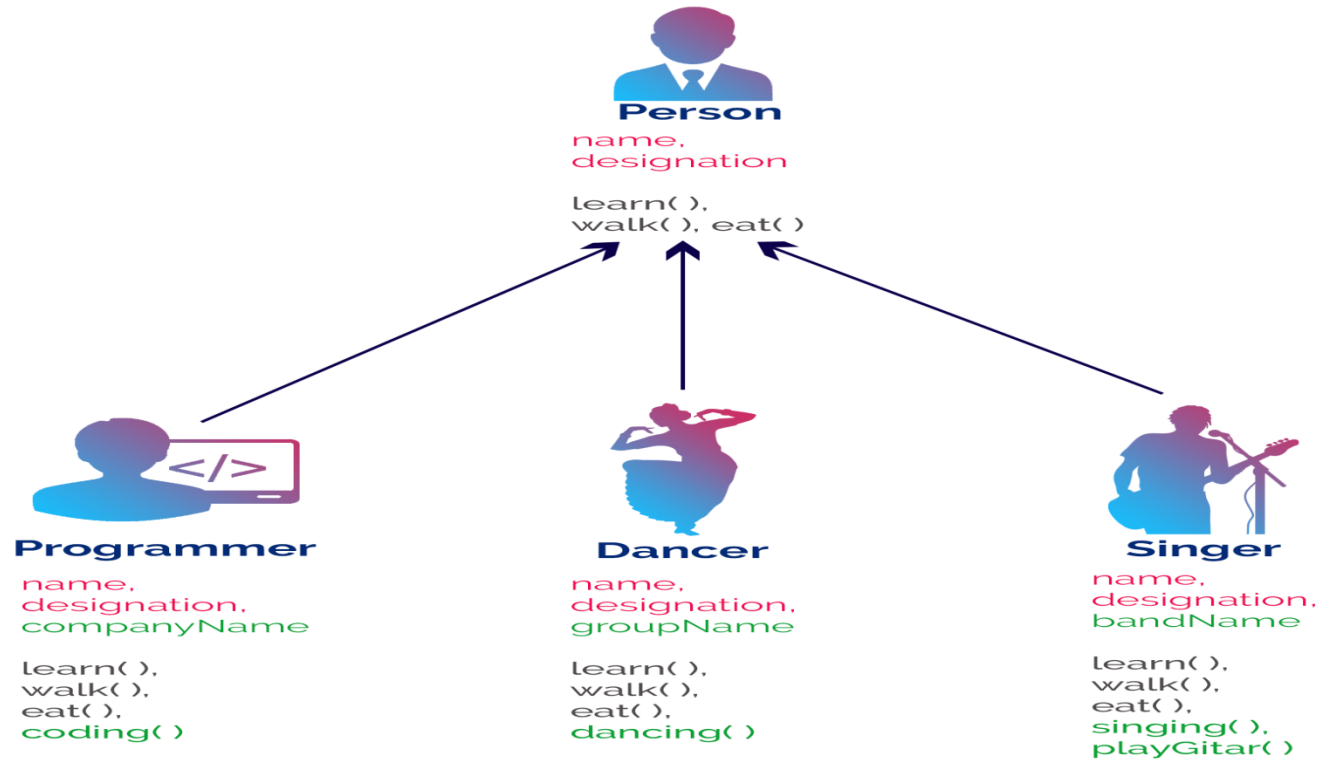 Person
name,
designation
learn( ),
walk( ), eat( )
</>
Programmer
name,
designation,
companyName
learn( ),
walk( ),
eat( ),
coding( )
Dancer
name,
designation,
groupName
learn( ),
walk( ),
eat( ),
dancing( )
Singer
name,
designation,
bandName
learn( ),
walk( ),
eat( ),
singing( ),
playGitar( )